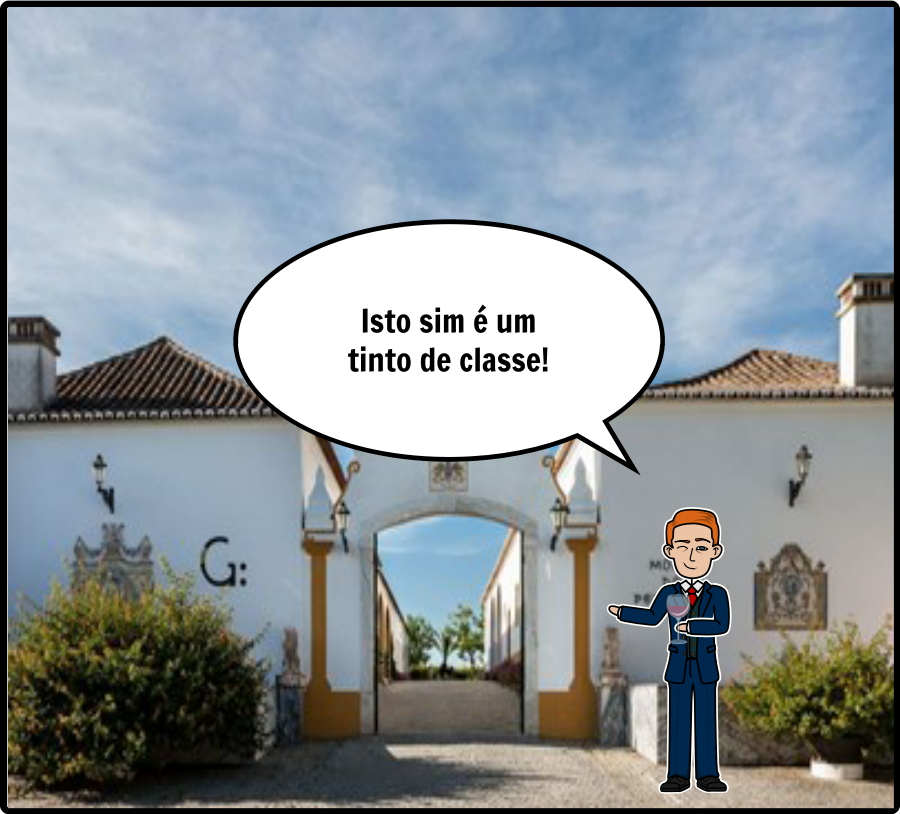 Isto sim é um
tinto de classe!
G: